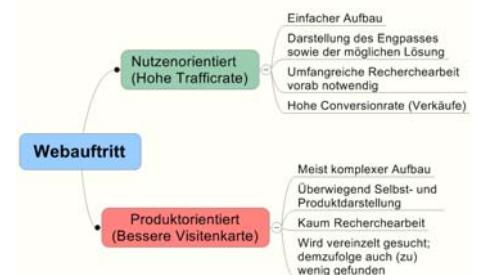 Webauftritt
Nutzenorientiert
(Hohe Trafficrate)
Einfacher Aufbau
Darstellung des Engpasses
sowie der möglichen Lösung
Umfangreiche Recherchearbeit
vorab notwendig
Hohe Conversionrate (Verkäufe)
Produktorientiert
(Bessere Visitenkarte)
Meist komplexer Aufbau
Überwiegend Selbst- und
Produktdarstellung
Kaum Recherchearbeit
Wird vereinzelt gesucht;
demzufolge auch (zu)
wenig gefunden